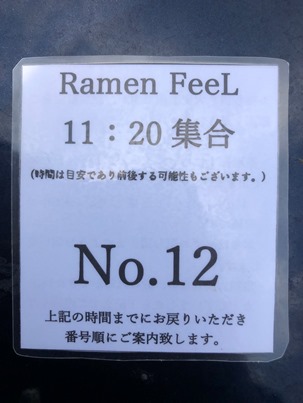 Ramen FeeL
11：20 集合
(時間は目安であり前後する可能性もございます。)
No.12
上記の時間までにお戻りいただき
番号順にご案内致します。